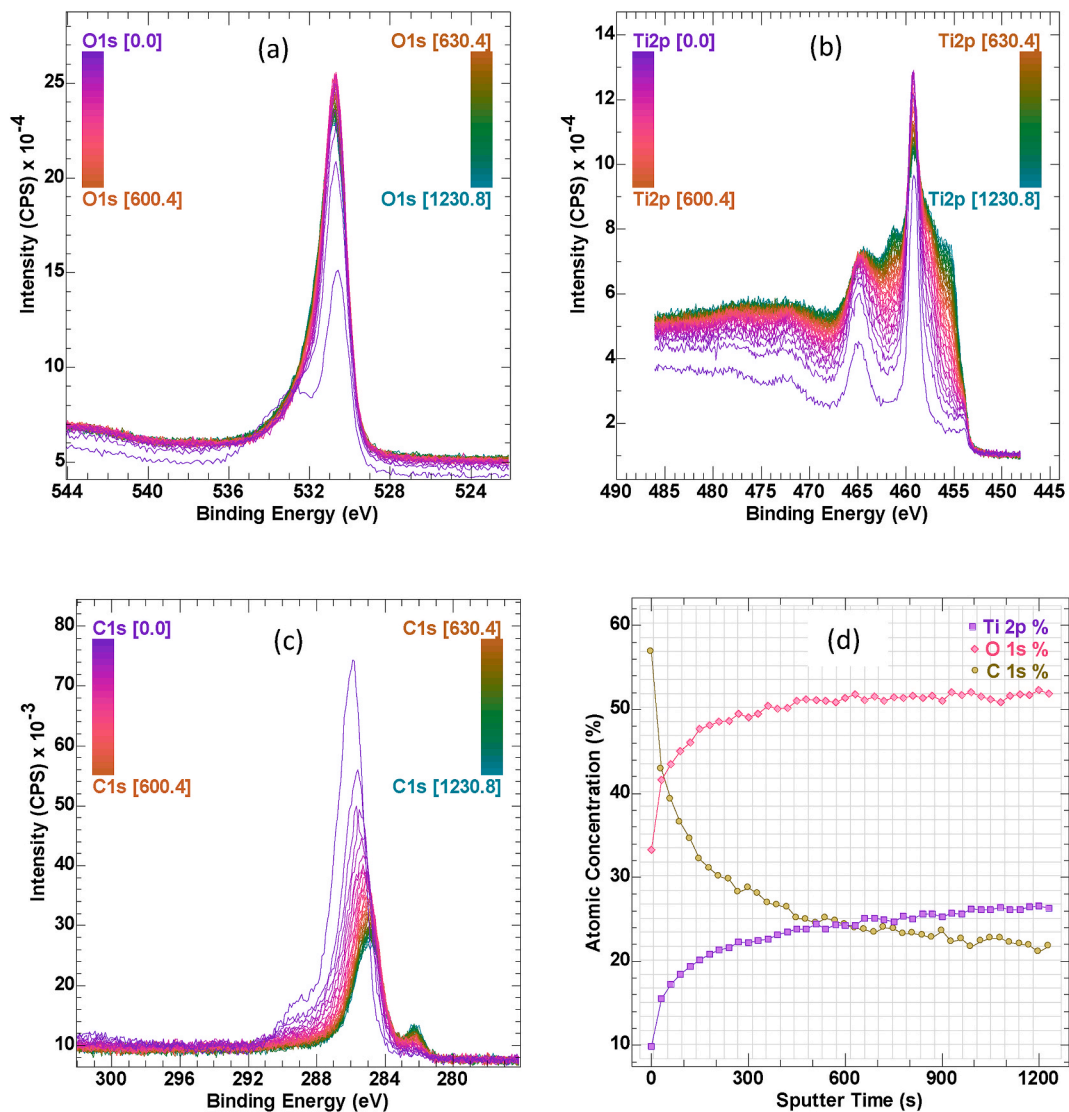 O1s [0.0]
(a)
O1s [630.4]
O1s [600.4]
O1s [1230.8]
Intensity (CPS) x 10⁻⁴
25
20
15
10
5
544 540 536 532 528 524
Binding Energy (eV)
Ti2p [0.0]
(b)
Ti2p [630.4]
Ti2p [600.4]
Ti2p [1230.8]
Intensity (CPS) x 10⁻⁴
14
12
10
8
6
4
2
490 485 480 475 470 465 460 455 450 445
Binding Energy (eV)
C1s [0.0]
(c)
C1s [630.4]
C1s [600.4]
C1s [1230.8]
Intensity (CPS) x 10⁻³
80
70
60
50
40
30
20
10
300 296 292 288 284 280
Binding Energy (eV)
(d)
Ti 2p %
O 1s %
C 1s %
Atomic Concentration (%)
60
50
40
30
20
10
0 300 600 900 1200
Sputter Time (s)